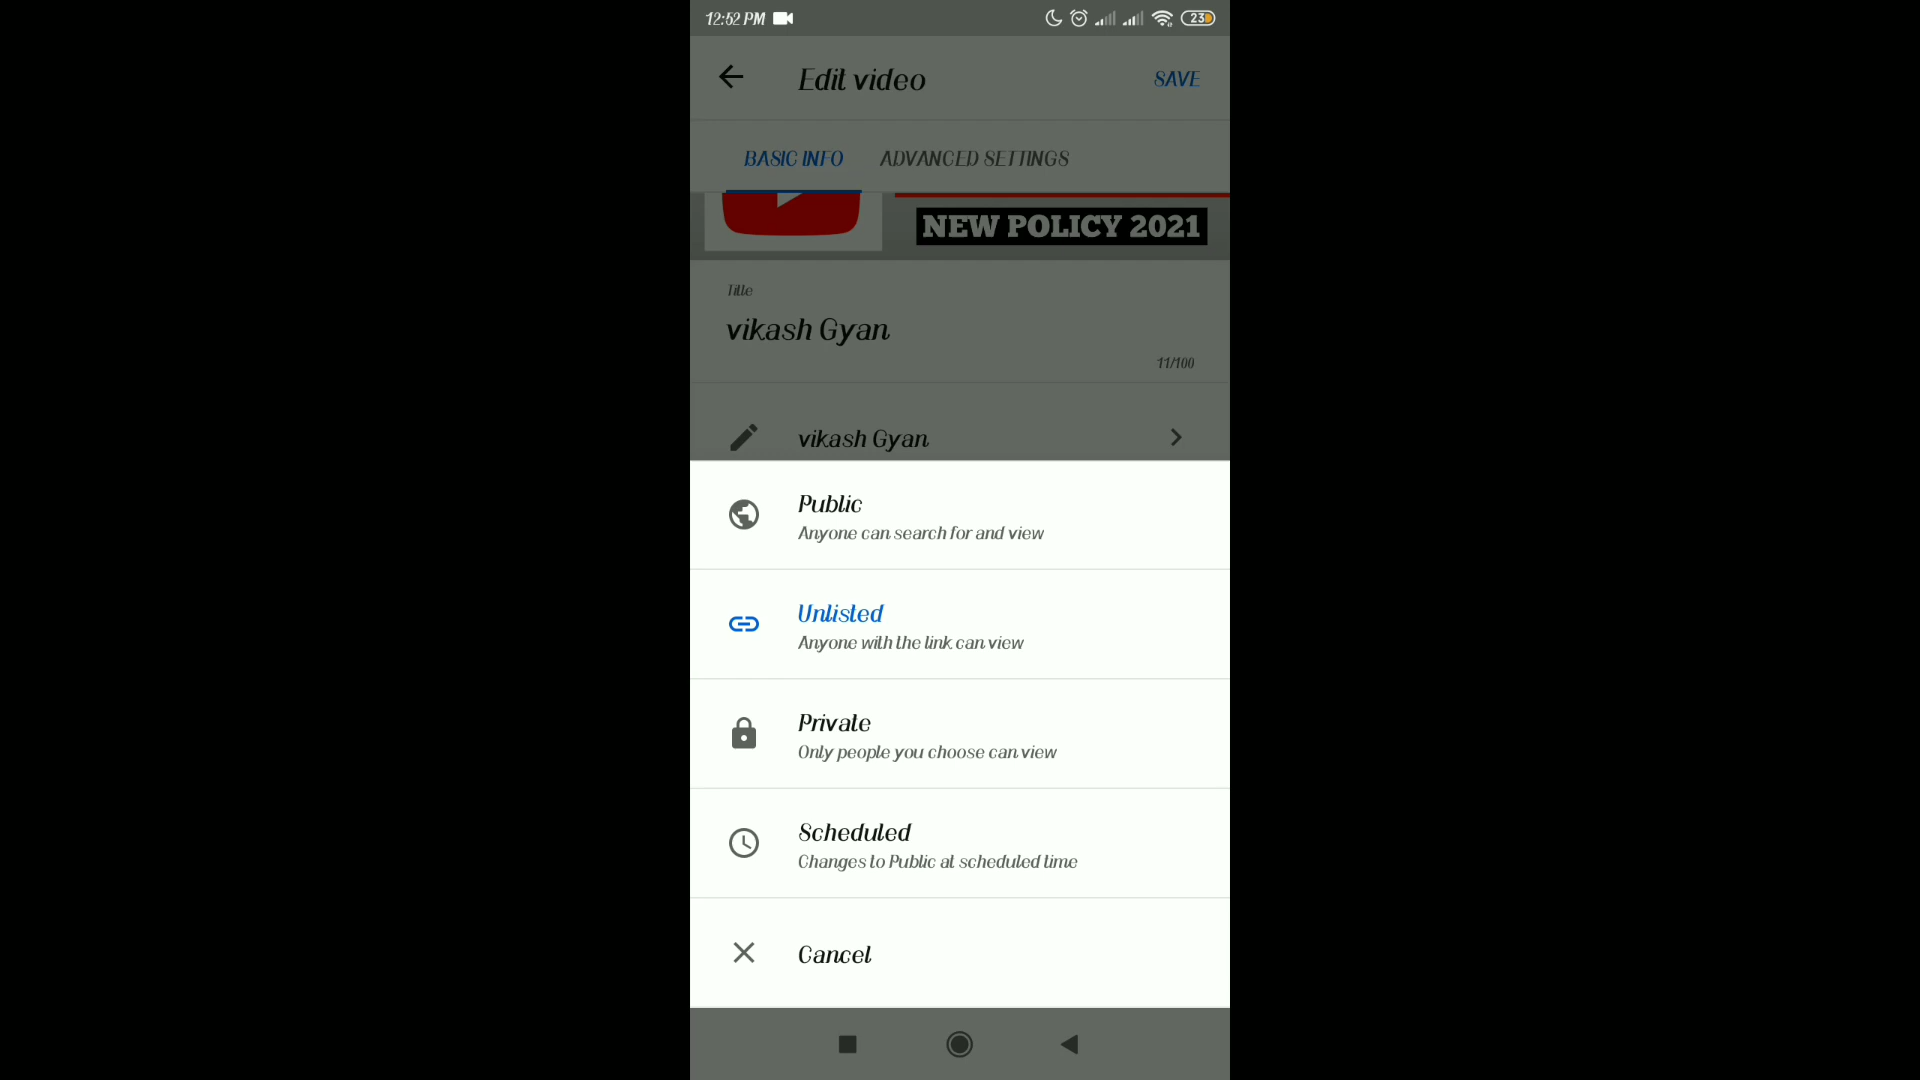 12:52 PM
23
Edit video
SAVE
BASIC INFO
ADVANCED SETTINGS
NEW POLICY 2021
Title
vikash Gyan
11/100
vikash Gyan
Public
Anyone can search for and view
Unlisted
Anyone with the link can view
Private
Only people you choose can view
Scheduled
Changes to Public at scheduled time
Cancel